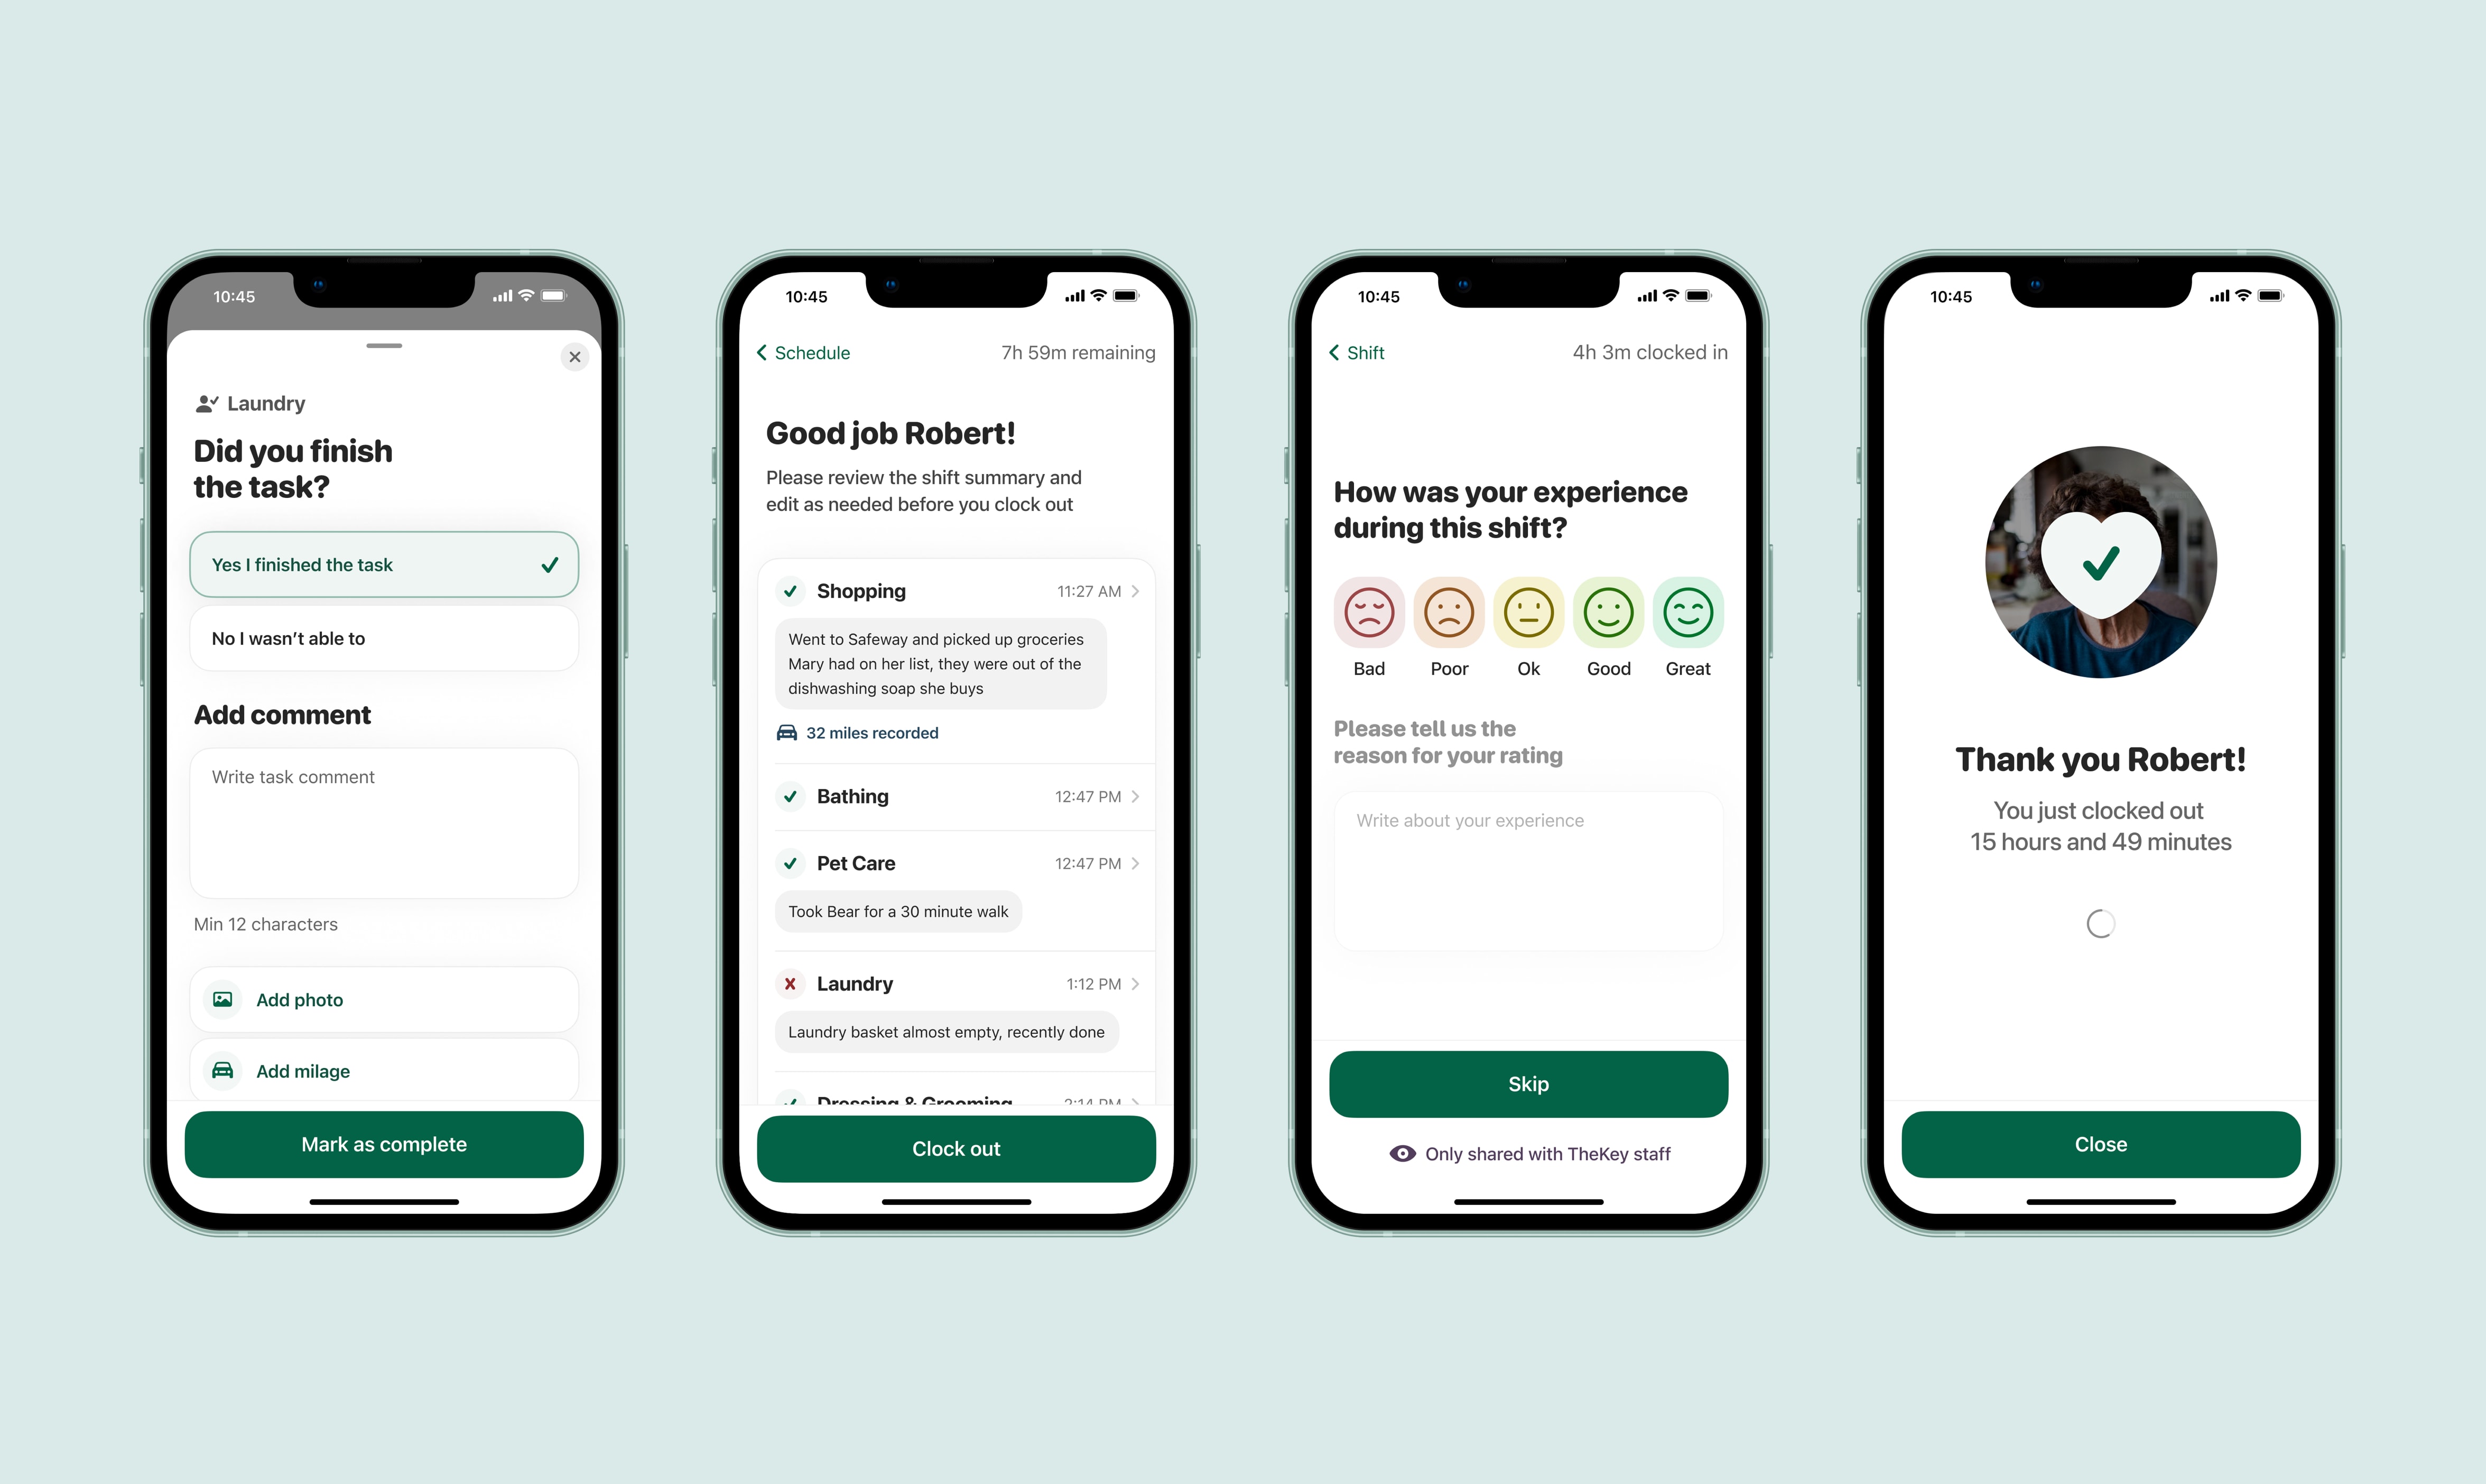 10:45
Laundry
Did you finish
the task?
Yes I finished the task
No I wasn't able to
Add comment
Write task comment
Min 12 characters
Add photo
Add milage
Mark as complete
10:45
Schedule
7h 59m remaining
Good job Robert!
Please review the shift summary and
edit as needed before you clock out
Shopping
11:27 AM
Went to Safeway and picked up groceries
Mary had on her list, they were out of the
dishwashing soap she buys
32 miles recorded
Bathing
12:47 PM
Pet Care
12:47 PM
Took Bear for a 30 minute walk
Laundry
1:12 PM
Laundry basket almost empty, recently done
Dressing & Grooming
2:14 PM
Clock out
10:45
Shift
4h 3m clocked in
How was your experience
during this shift?
Bad
Poor
Ok
Good
Great
Please tell us the
reason for your rating
Write about your experience
Skip
Only shared with TheKey staff
10:45
Thank you Robert!
You just clocked out
15 hours and 49 minutes
Close